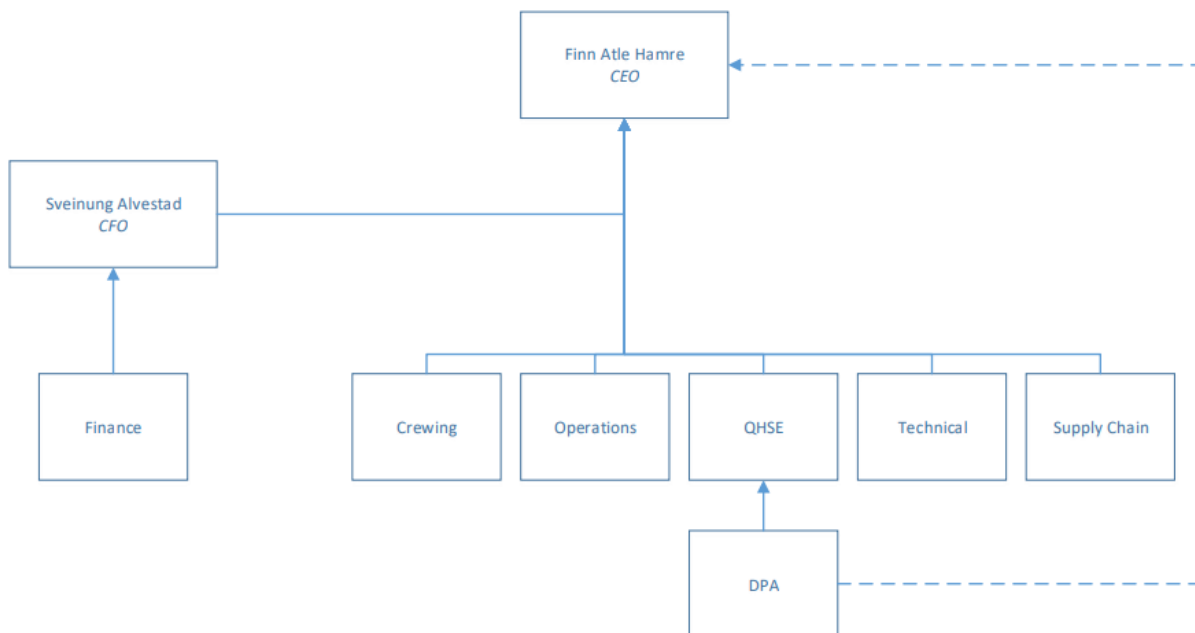 Finn Atle Hamre
CEO
Sveinung Alvestad
CFO
Finance
Crewing
Operations
QHSE
Technical
Supply Chain
DPA